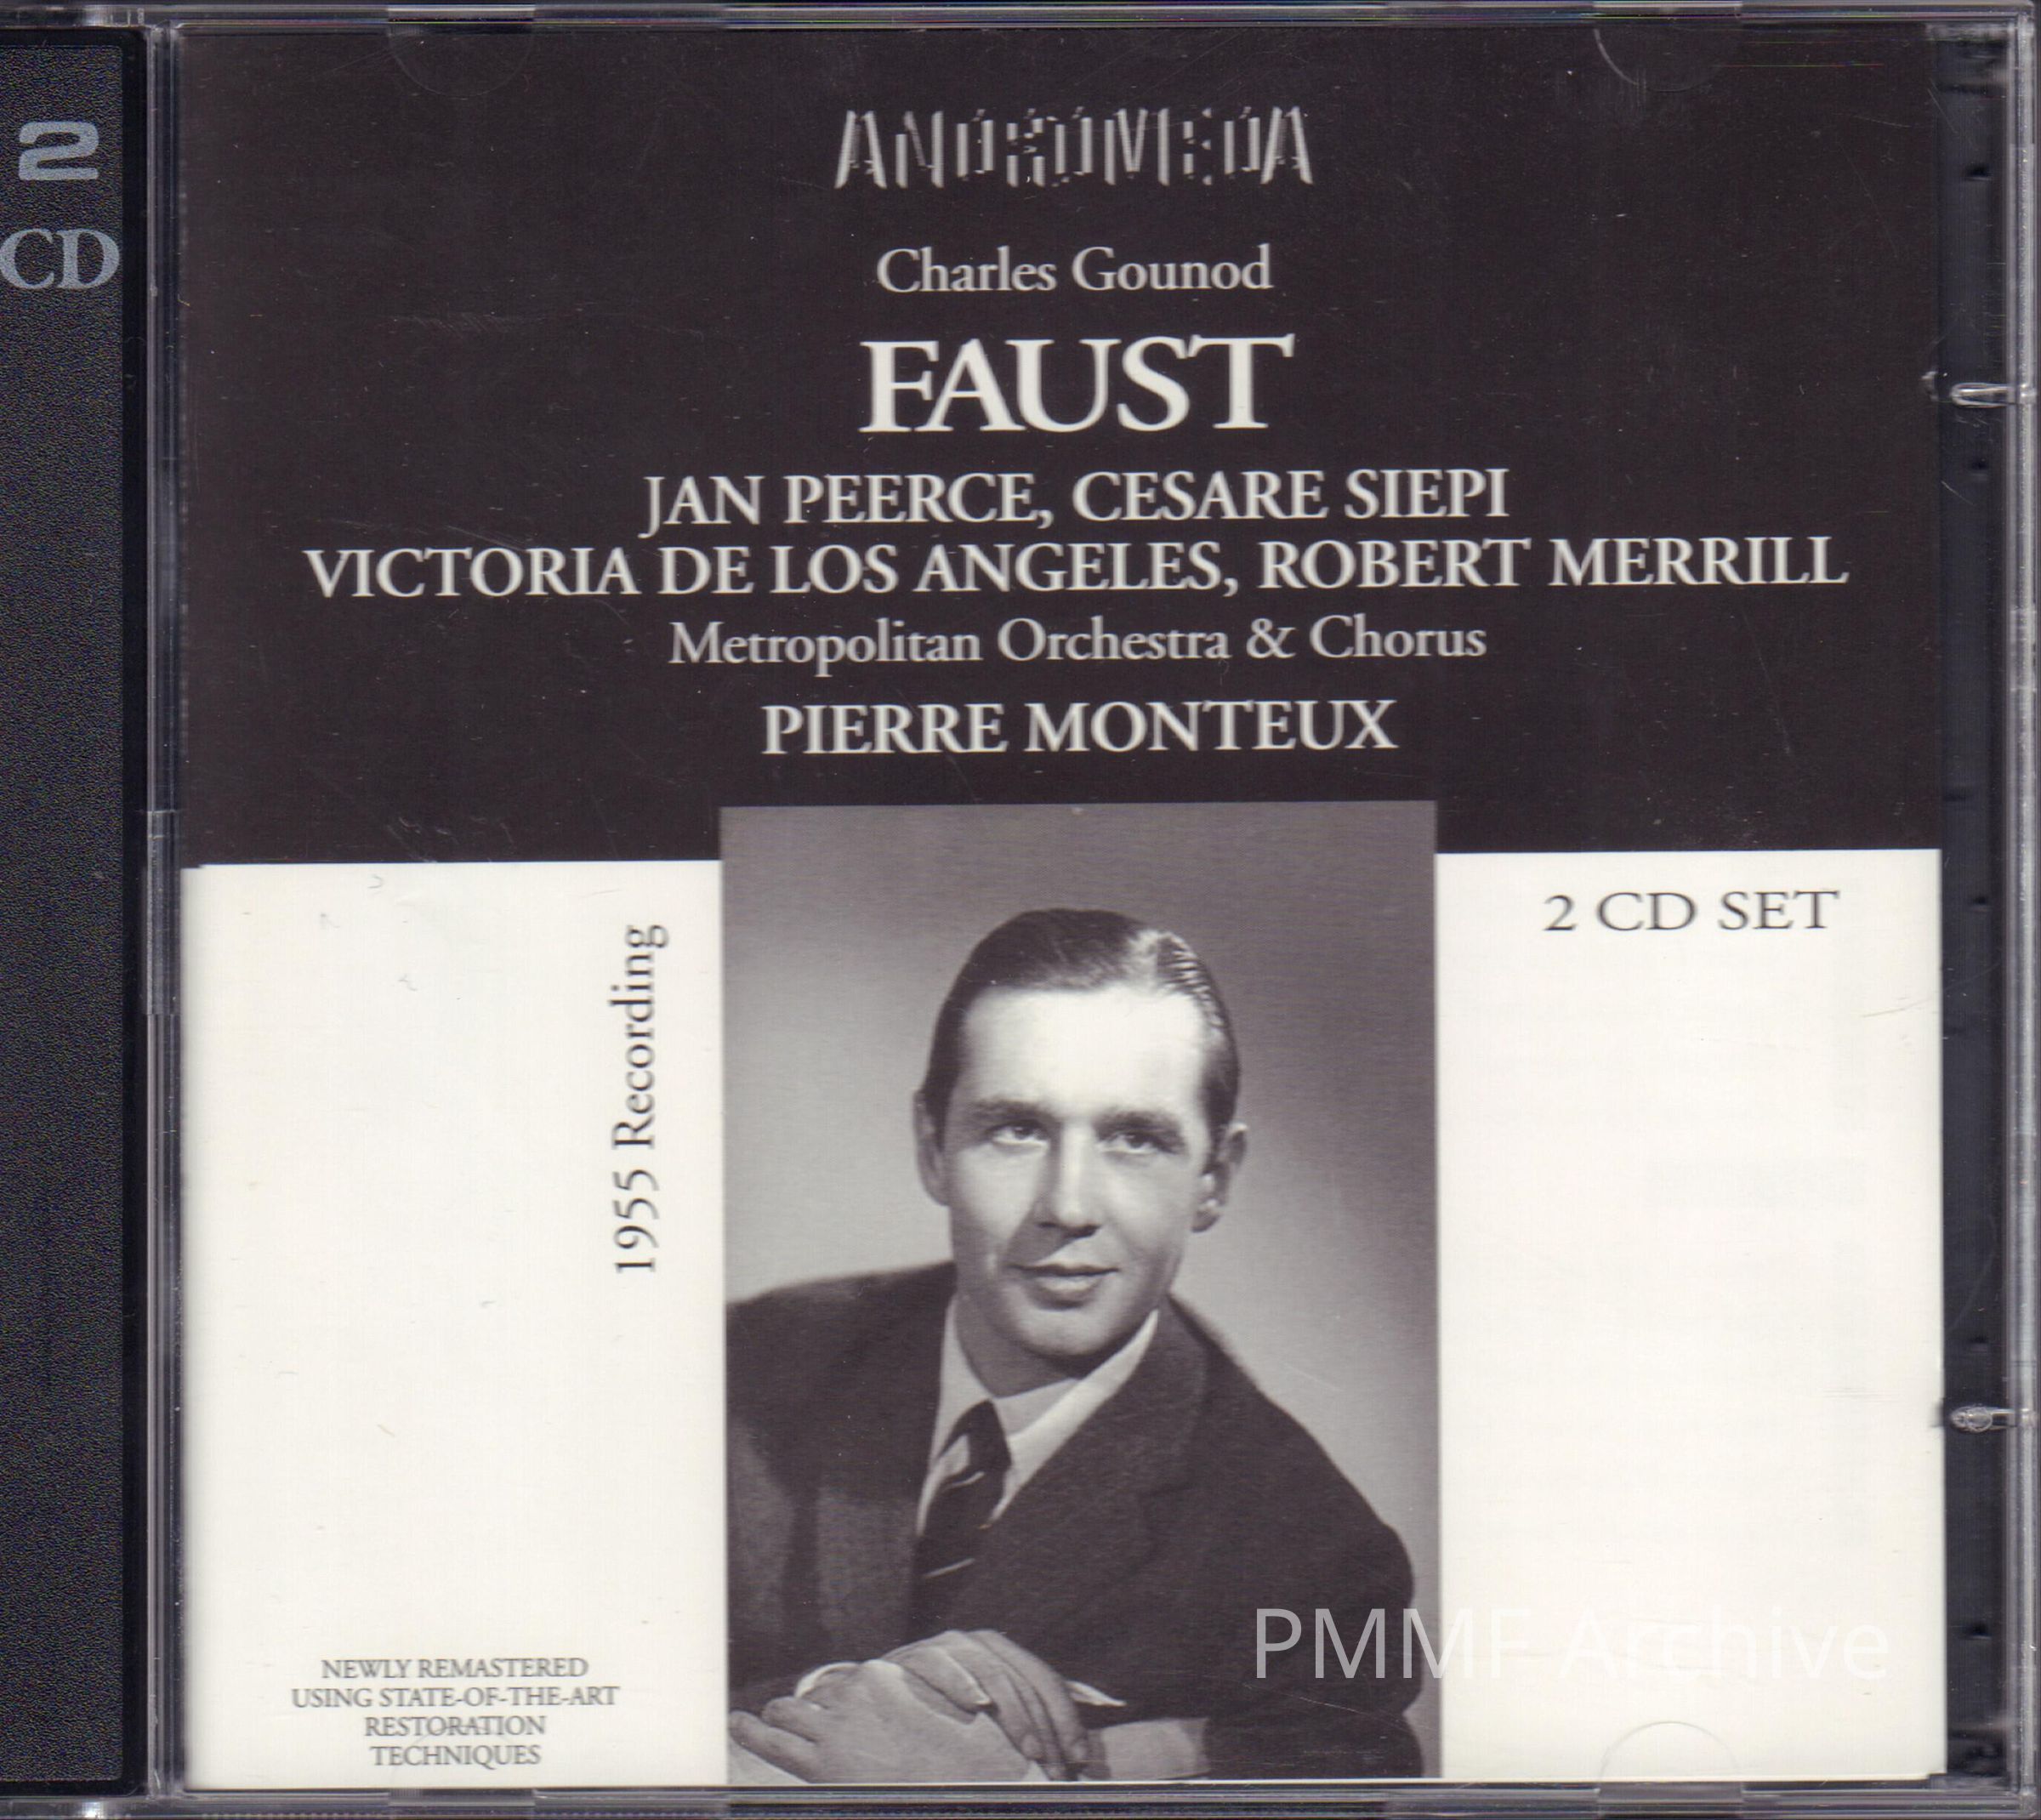 2
CD
ANDROMEDA
Charles Gounod
FAUST
JAN PEERCE, CESARE SIEPI
VICTORIA DE LOS ANGELES, ROBERT MERRILL
Metropolitan Orchestra & Chorus
PIERRE MONTEUX
2 CD SET
1955 Recording
NEWLY REMASTERED
USING STATE-OF-THE-ART
RESTORATION
TECHNIQUES
PMMF Archive